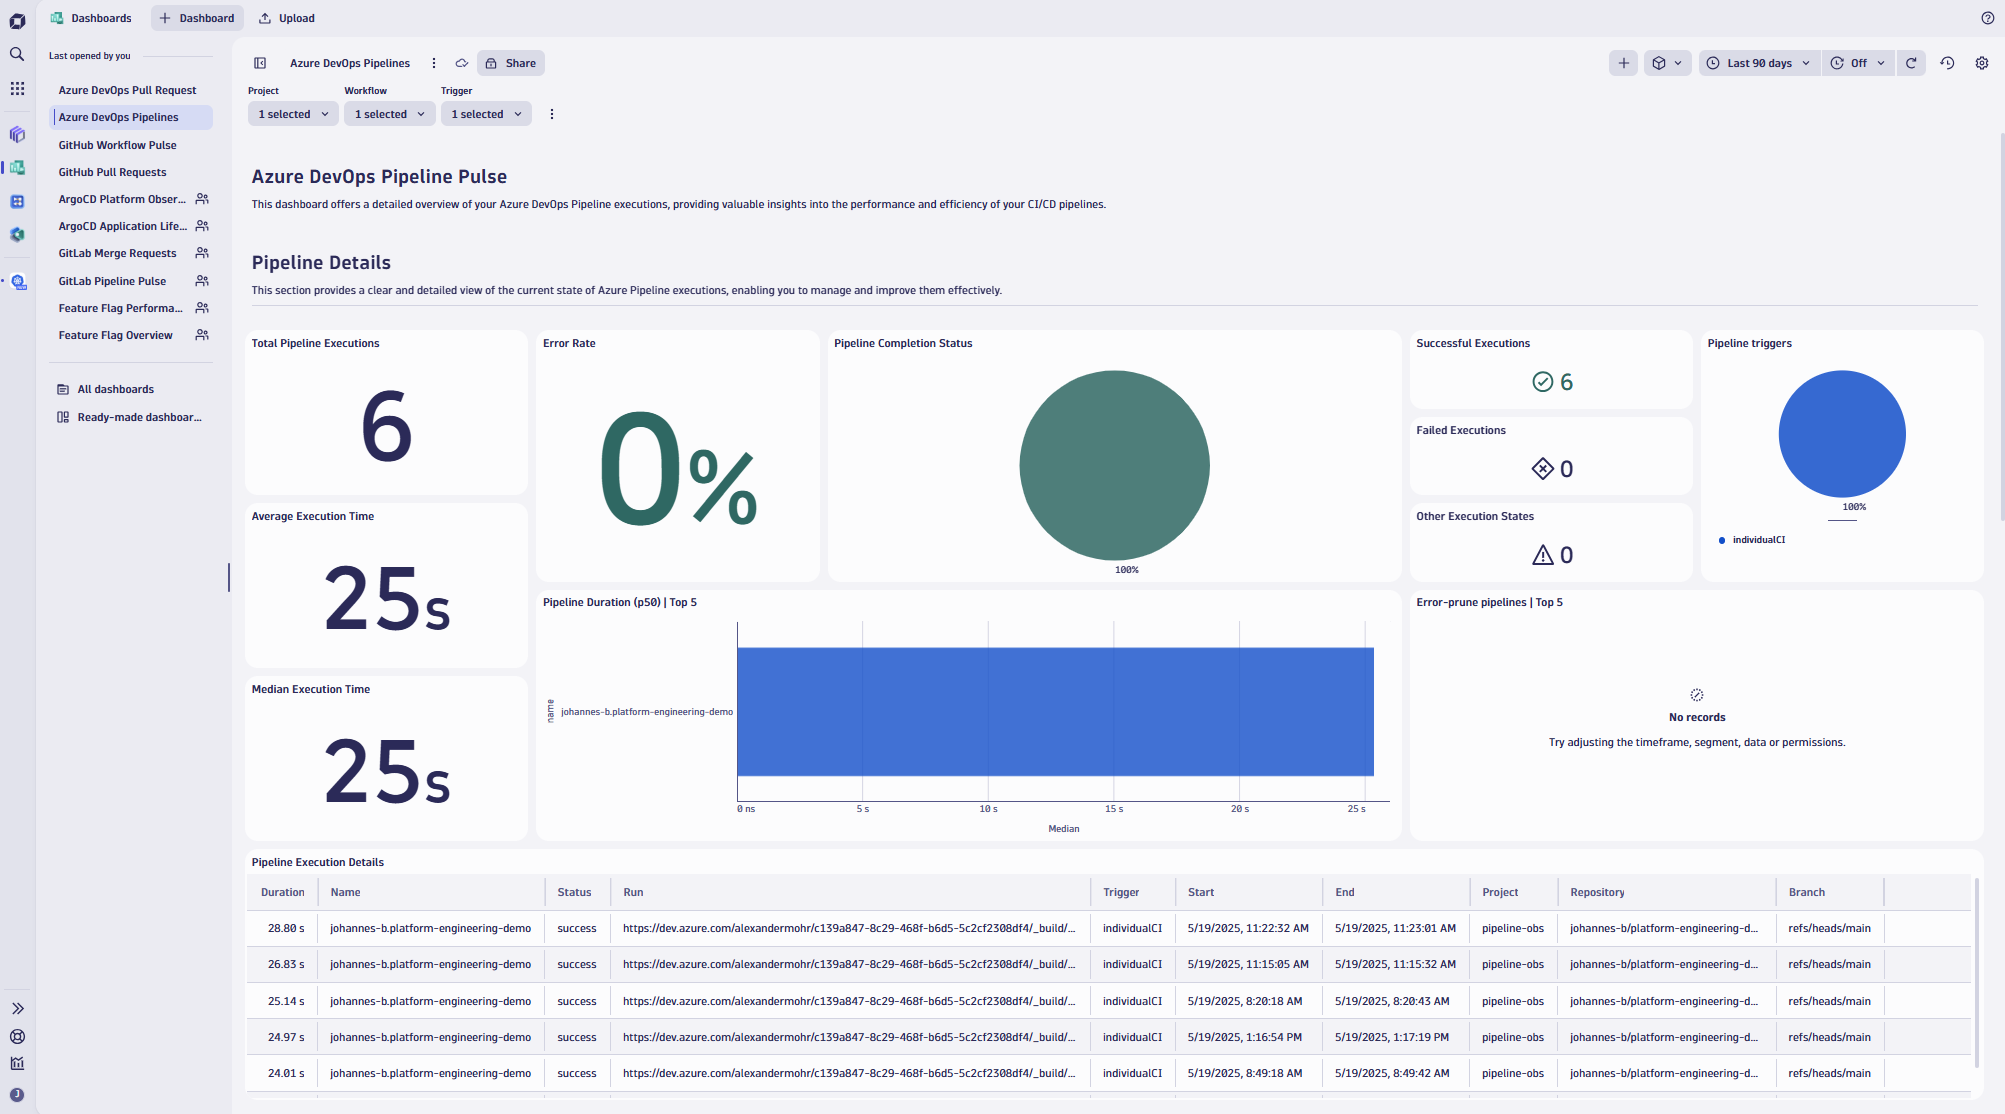 Dashboards
Dashboard
Upload
Last opened by you
Azure DevOps Pull Request
Azure DevOps Pipelines
GitHub Workflow Pulse
GitHub Pull Requests
ArgoCD Platform Obser...
ArgoCD Application Life...
GitLab Merge Requests
GitLab Pipeline Pulse
Feature Flag Performa...
Feature Flag Overview
All dashboards
Ready-made dashboar...
J
Azure DevOps Pipelines
Share
Last 90 days
Off
Project Workflow Trigger
1 selected 1 selected 1 selected
Azure DevOps Pipeline Pulse
This dashboard offers a detailed overview of your Azure DevOps Pipeline executions, providing valuable insights into the performance and efficiency of your CI/CD pipelines.
Pipeline Details
This section provides a clear and detailed view of the current state of Azure Pipeline executions, enabling you to manage and improve them effectively.
Total Pipeline Executions
6
Average Execution Time
25s
Median Execution Time
25s
Error Rate
0%
Pipeline Completion Status
100%
Successful Executions
6
Failed Executions
0
Other Execution States
0
Pipeline triggers
100%
individualCI
Pipeline Duration (p50) | Top 5
name
johannes-b.platform-engineering-demo
0 ns 5 s 10 s 15 s 20 s 25 s
Median
Error-prune pipelines | Top 5
No records
Try adjusting the timeframe, segment, data or permissions.
Pipeline Execution Details
Duration Name Status Run Trigger Start End Project Repository Branch
28.80 s johannes-b.platform-engineering-demo success https://dev.azure.com/alexandermohr/c139a847-8c29-468f-b6d5-5c2cf2308df4/_build/... individualCI 5/19/2025, 11:22:32 AM 5/19/2025, 11:23:01 AM pipeline-obs johannes-b/platform-engineering-d... refs/heads/main
26.83 s johannes-b.platform-engineering-demo success https://dev.azure.com/alexandermohr/c139a847-8c29-468f-b6d5-5c2cf2308df4/_build/... individualCI 5/19/2025, 11:15:05 AM 5/19/2025, 11:15:32 AM pipeline-obs johannes-b/platform-engineering-d... refs/heads/main
25.14 s johannes-b.platform-engineering-demo success https://dev.azure.com/alexandermohr/c139a847-8c29-468f-b6d5-5c2cf2308df4/_build/... individualCI 5/19/2025, 8:20:18 AM 5/19/2025, 8:20:43 AM pipeline-obs johannes-b/platform-engineering-d... refs/heads/main
24.97 s johannes-b.platform-engineering-demo success https://dev.azure.com/alexandermohr/c139a847-8c29-468f-b6d5-5c2cf2308df4/_build/... individualCI 5/19/2025, 1:16:54 PM 5/19/2025, 1:17:19 PM pipeline-obs johannes-b/platform-engineering-d... refs/heads/main
24.01 s johannes-b.platform-engineering-demo success https://dev.azure.com/alexandermohr/c139a847-8c29-468f-b6d5-5c2cf2308df4/_build/... individualCI 5/19/2025, 8:49:18 AM 5/19/2025, 8:49:42 AM pipeline-obs johannes-b/platform-engineering-d... refs/heads/main